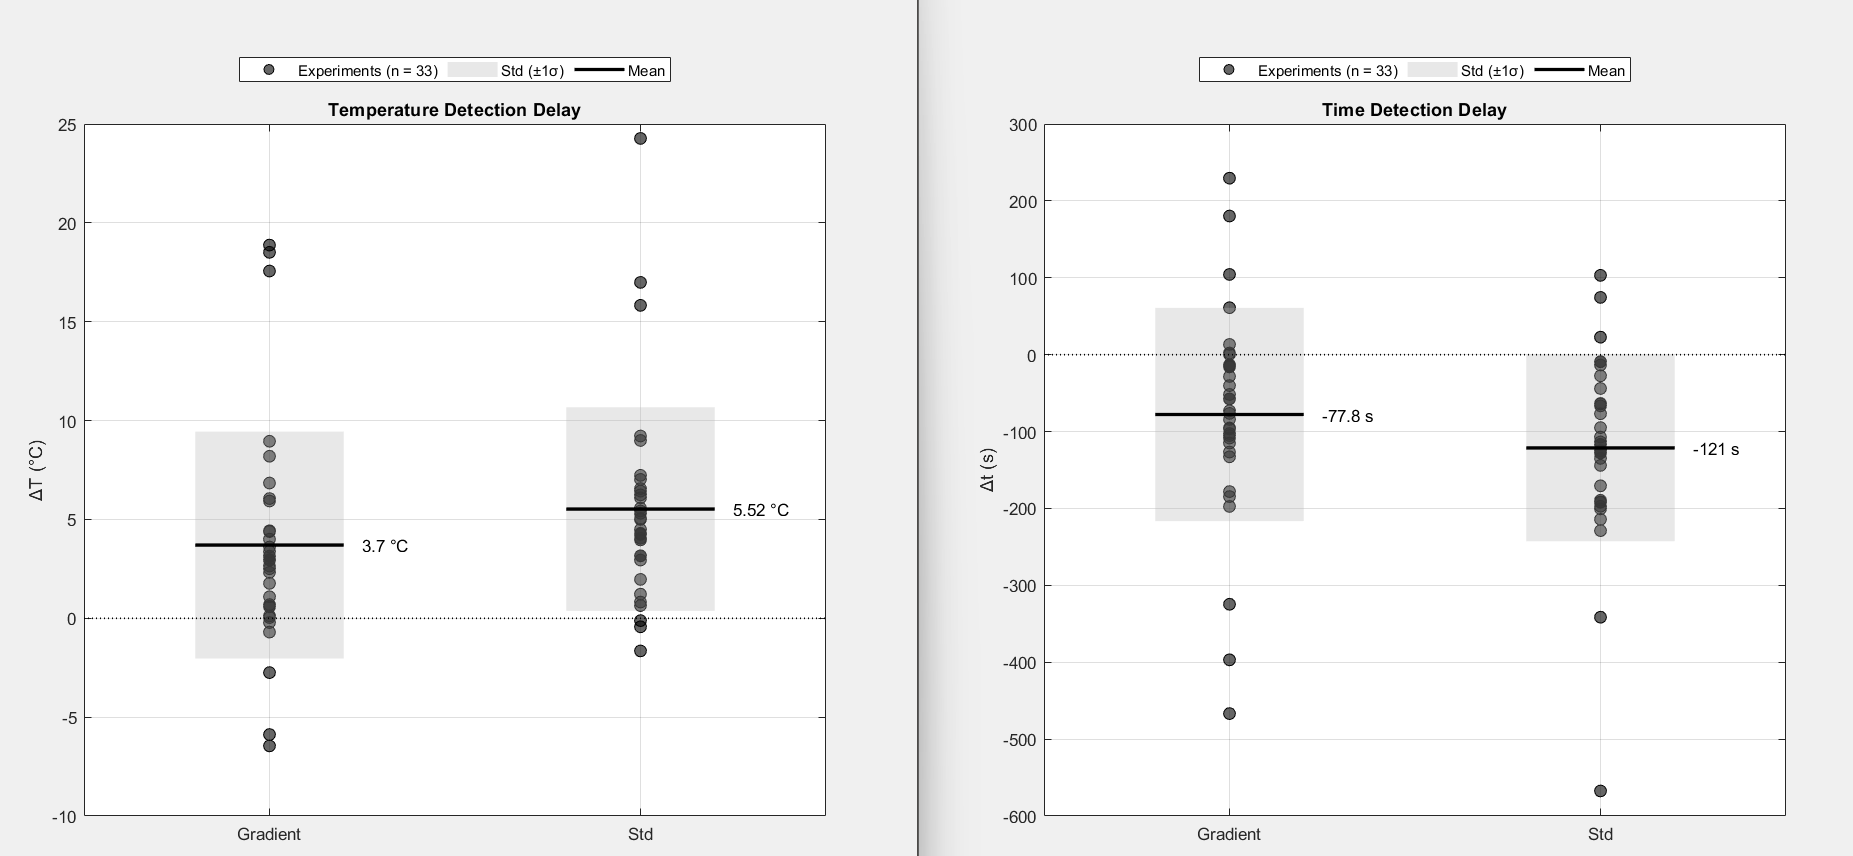 Experiments (n = 33) Std (±1σ) Mean
Temperature Detection Delay
25
20
15
10
5
0
-5
-10
ΔT (°C)
3.7 °C
5.52 °C
Gradient Std
Experiments (n = 33) Std (±1σ) Mean
Time Detection Delay
300
200
100
0
-100
-200
-300
-400
-500
-600
Δt (s)
-77.8 s
-121 s
Gradient Std